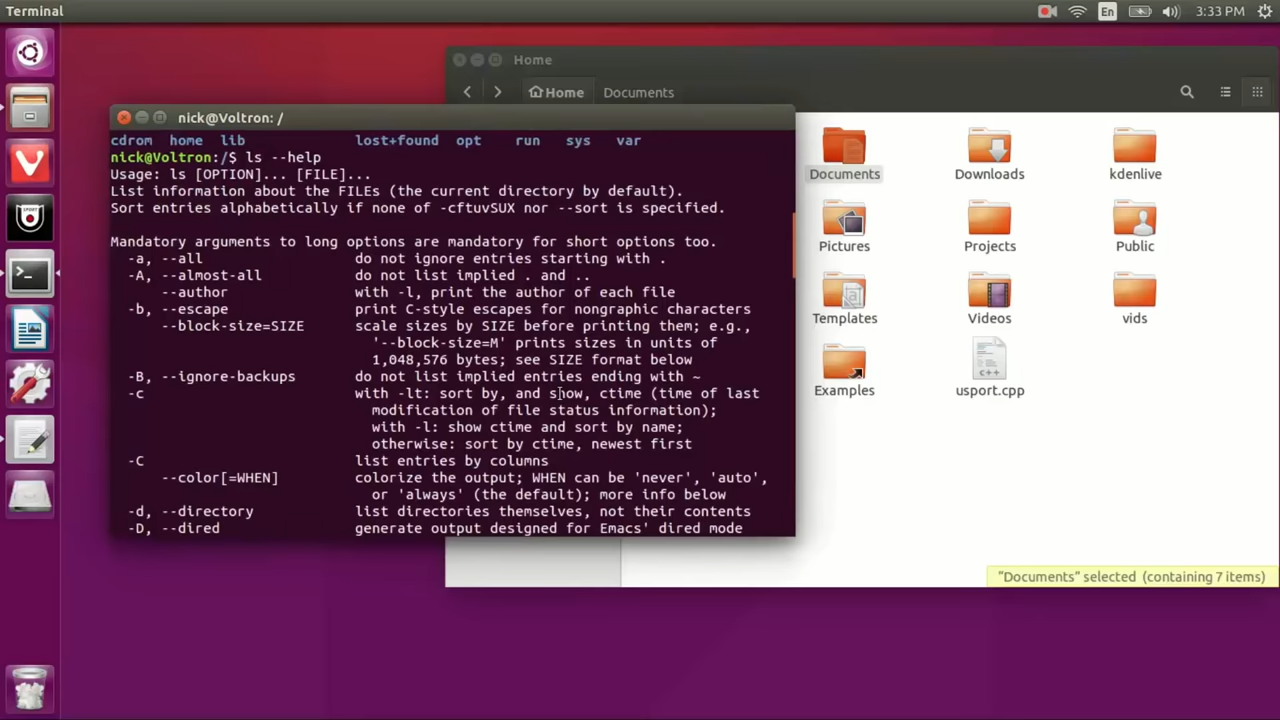 Terminal
En
3:33 PM
Home
Home
Documents
nick@Voltron: /
cdrom home lib lost+found opt run sys var
nick@Voltron:/$ ls --help
Usage: ls [OPTION]... [FILE]...
List information about the FILEs (the current directory by default).
Sort entries alphabetically if none of -cftuvSUX nor --sort is specified.
Mandatory arguments to long options are mandatory for short options too.
-a, --all do not ignore entries starting with .
-A, --almost-all do not list implied . and ..
--author with -l, print the author of each file
-b, --escape print C-style escapes for nongraphic characters
--block-size=SIZE scale sizes by SIZE before printing them; e.g.,
'--block-size=M' prints sizes in units of
1,048,576 bytes; see SIZE format below
-B, --ignore-backups do not list implied entries ending with ~
-c with -lt: sort by, and show, ctime (time of last
modification of file status information);
with -l: show ctime and sort by name;
otherwise: sort by ctime, newest first
-C list entries by columns
--color[=WHEN] colorize the output; WHEN can be 'never', 'auto',
or 'always' (the default); more info below
-d, --directory list directories themselves, not their contents
-D, --dired generate output designed for Emacs' dired mode
Documents Downloads kdenlive
Pictures Projects Public
Templates Videos vids
C++
Examples usport.cpp
"Documents" selected (containing 7 items)